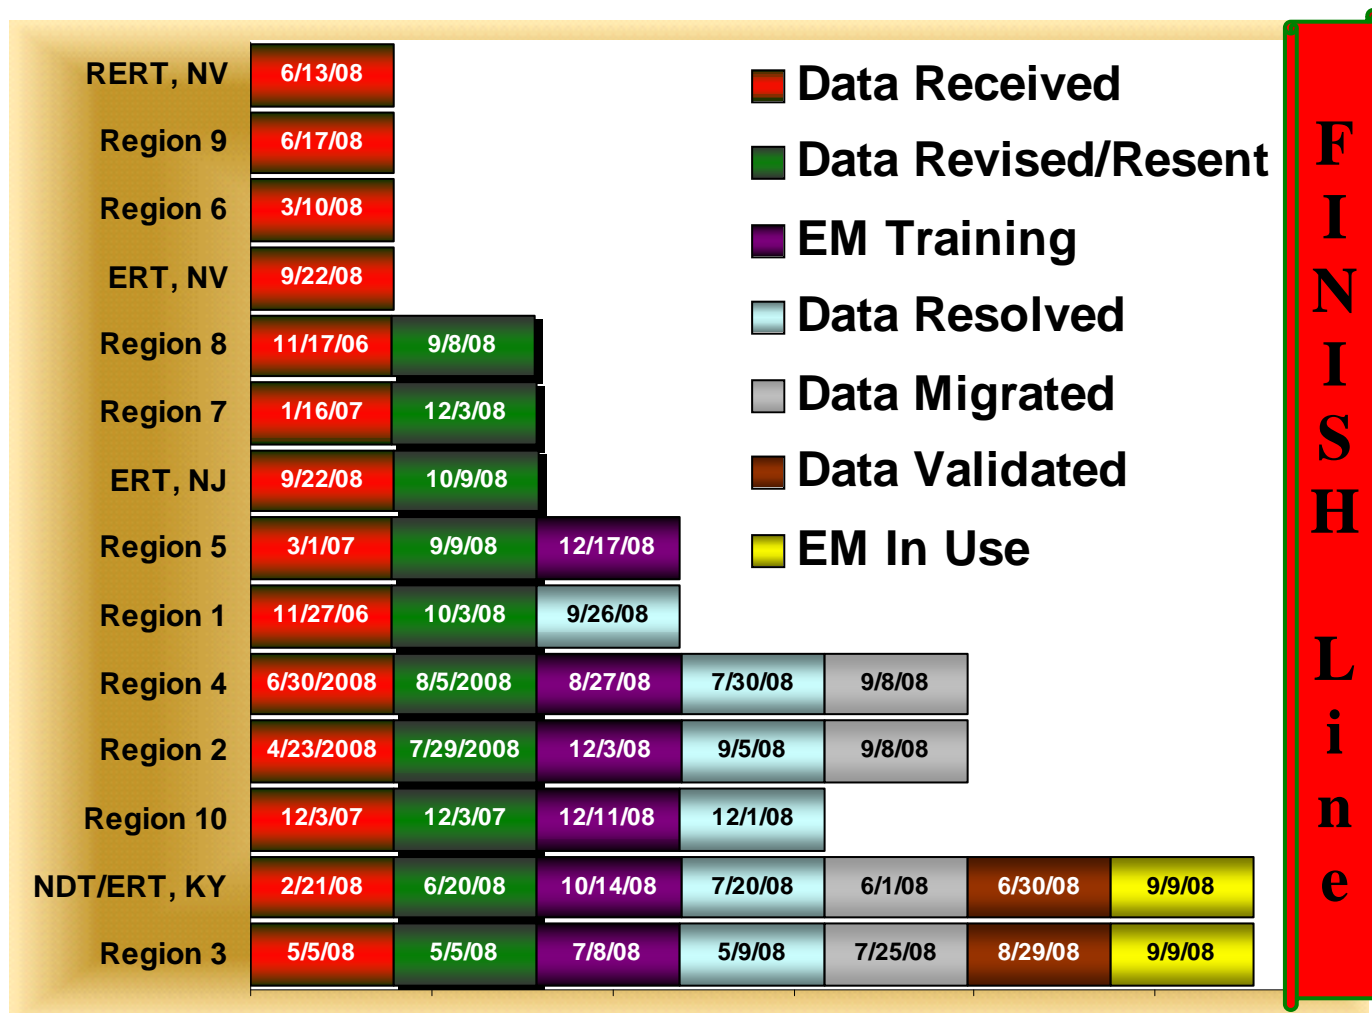 RERT, NV 6/13/08
Region 9 6/17/08
Region 6 3/10/08
ERT, NV 9/22/08
Region 8 11/17/06 9/8/08
Region 7 1/16/07 12/3/08
ERT, NJ 9/22/08 10/9/08
Region 5 3/1/07 9/9/08 12/17/08
Region 1 11/27/06 10/3/08 9/26/08
Region 4 6/30/2008 8/5/2008 8/27/08 7/30/08 9/8/08
Region 2 4/23/2008 7/29/2008 12/3/08 9/5/08 9/8/08
Region 10 12/3/07 12/3/07 12/11/08 12/1/08
NDT/ERT, KY 2/21/08 6/20/08 10/14/08 7/20/08 6/1/08 6/30/08 9/9/08
Region 3 5/5/08 5/5/08 7/8/08 5/9/08 7/25/08 8/29/08 9/9/08
Data Received
Data Revised/Resent
EM Training
Data Resolved
Data Migrated
Data Validated
EM In Use
FINISH Line